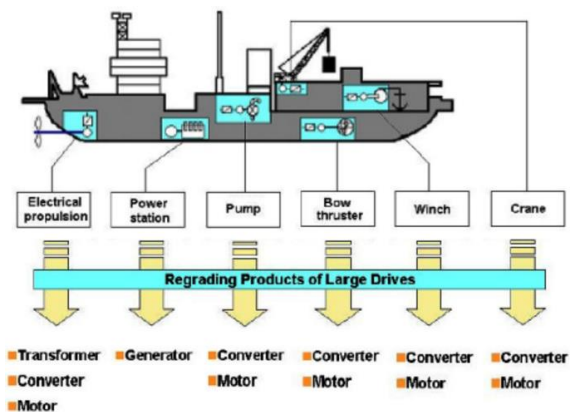 Electrical
propulsion
Power
station
Pump
Bow
thruster
Winch
Crane
Regrading Products of Large Drives
Transformer
Converter
Motor
Generator
Converter
Motor
Converter
Motor
Converter
Motor
Converter
Motor